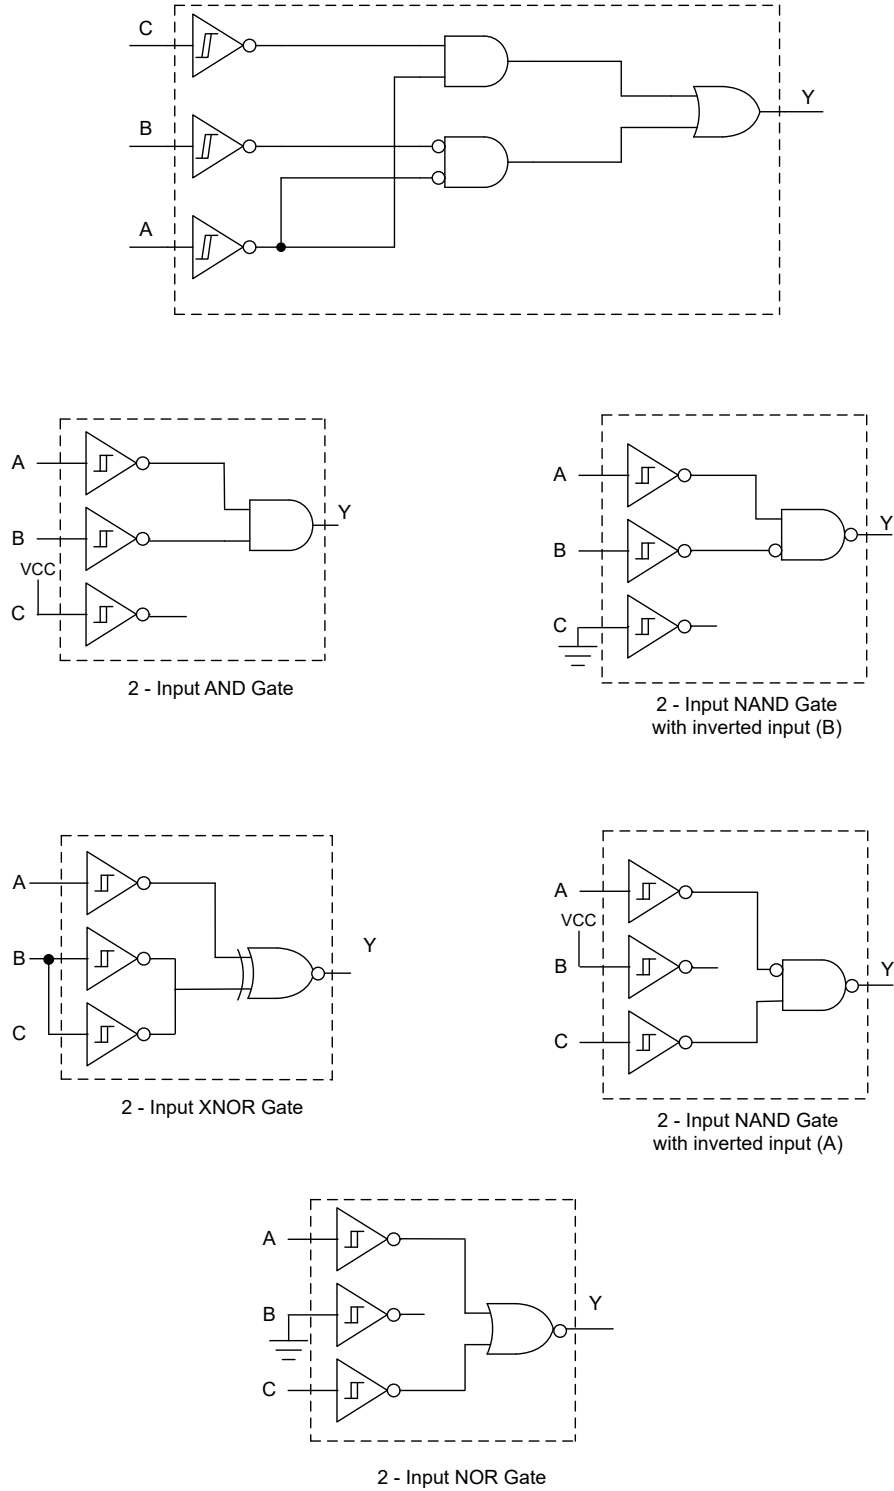 C
B
Y
A
A
B
VCC
C
Y
2 - Input AND Gate
A
B
C
Y
2 - Input NAND Gate
with inverted input (B)
A
B
C
Y
2 - Input XNOR Gate
A
VCC
B
C
Y
2 - Input NAND Gate
with inverted input (A)
A
B
C
Y
2 - Input NOR Gate